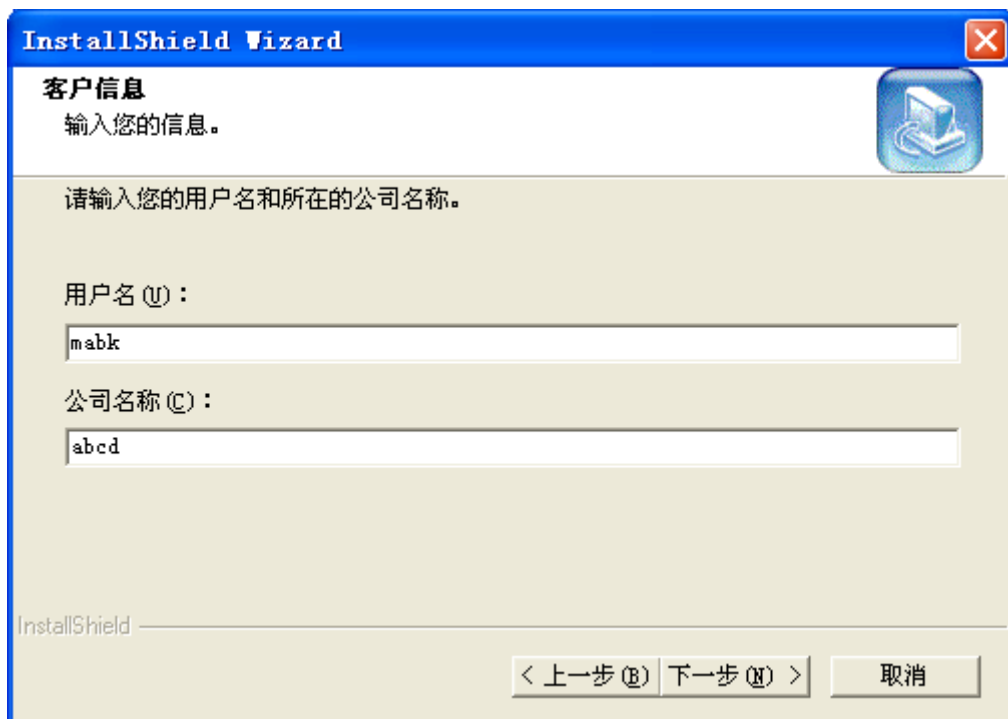 InstallShield Wizard
客户信息
输入您的信息。
请输入您的用户名和所在的公司名称。
用户名(U)：
mabk
公司名称(C)：
abcd
InstallShield
< 上一步(B) 下一步(N) > 取消